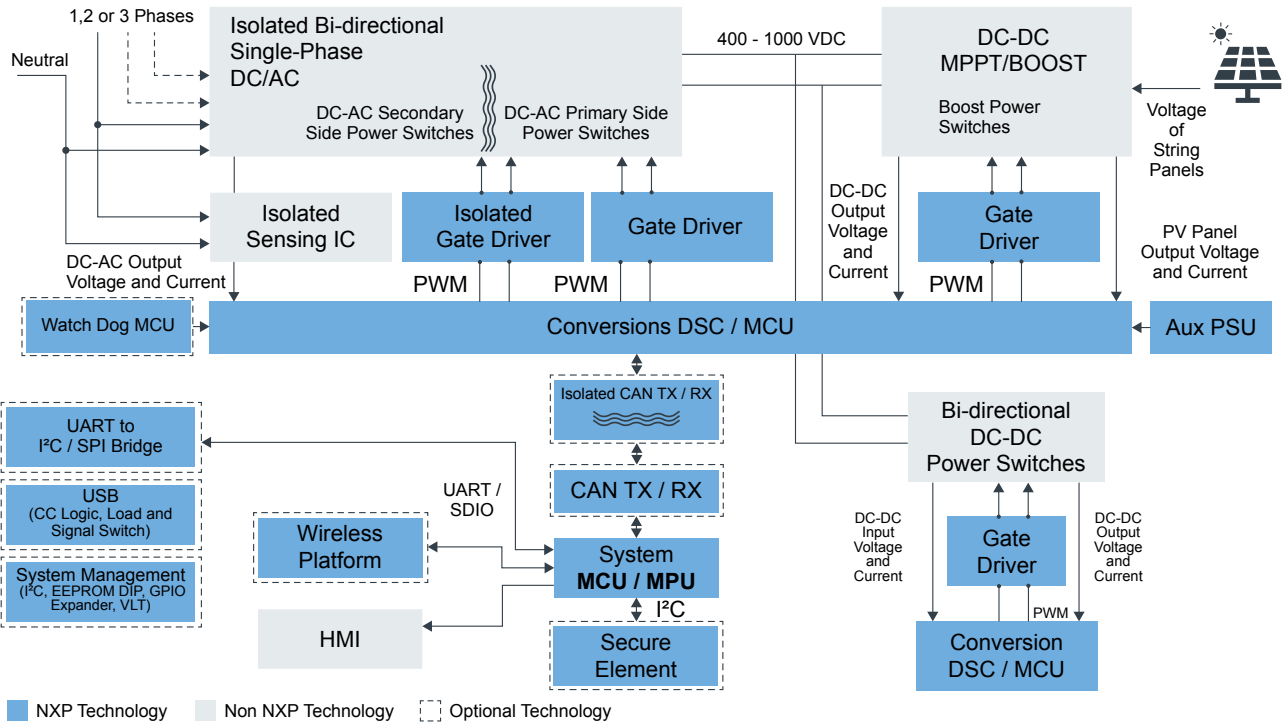 1,2 or 3 Phases
Neutral
Isolated Bi-directional
Single-Phase
DC/AC
DC-AC Secondary
Side Power Switches
DC-AC Primary Side
Power Switches
400 - 1000 VDC
DC-DC
MPPT/BOOST
Boost Power
Switches
Voltage
of
String
Panels
Isolated
Sensing IC
Isolated
Gate Driver
Gate Driver
DC-DC
Output
Voltage
and
Current
Gate
Driver
PV Panel
Output Voltage
and Current
DC-AC Output
Voltage and Current
PWM
PWM
PWM
Watch Dog MCU
Conversions DSC / MCU
Aux PSU
Isolated CAN TX / RX
UART to
I²C / SPI Bridge
Bi-directional
DC-DC
Power Switches
USB
(CC Logic, Load and
Signal Switch)
UART /
SDIO
CAN TX / RX
Wireless
Platform
System
MCU / MPU
DC-DC
Input
Voltage
and
Current
Gate
Driver
DC-DC
Output
Voltage
and
Current
System Management
(I²C, EEPROM DIP, GPIO
Expander, VLT)
I²C
PWM
HMI
Secure
Element
Conversion
DSC / MCU
NXP Technology
Non NXP Technology
Optional Technology